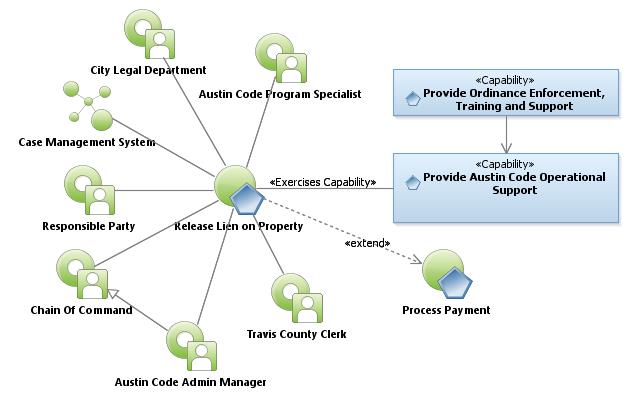 City Legal Department
Austin Code Program Specialist
«Capability»
Provide Ordinance Enforcement,
Training and Support
Case Management System
«Capability»
Provide Austin Code Operational
Support
«Exercises Capability»
Responsible Party
Release Lien on Property
«extend»
Chain Of Command
Process Payment
Travis County Clerk
Austin Code Admin Manager